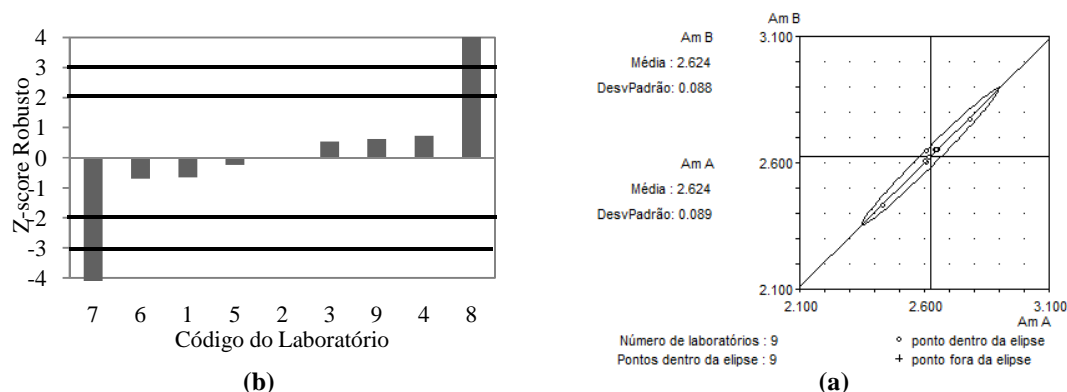 Z-score Robusto
4
3
2
1
0
-1
-2
-3
-4
7 6 1 5 2 3 9 4 8
Código do Laboratório
(b)
Am B
Am B
Média : 2.624
DesvPadrão: 0.088
Am A
Média : 2.624
DesvPadrão: 0.089
3.100
2.600
2.100
2.100 2.600 3.100
Am A
Número de laboratórios : 9
Pontos dentro da elipse : 9
ponto dentro da elipse
ponto fora da elipse
(a)